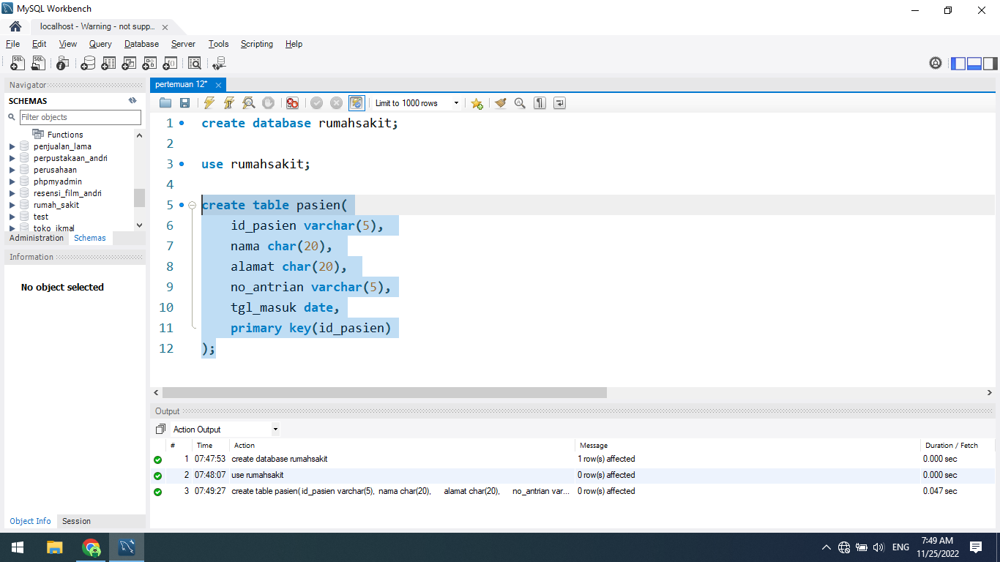 MySQL Workbench
localhost - Warning - not supp...
File Edit View Query Database Server Tools Scripting Help
Navigator
SCHEMAS
Filter objects
Functions
penjualan_lama
perpustakaan_andri
perusahaan
phpmyadmin
resensi_film_andri
rumah_sakit
test
toko_ikmal
Administration Schemas
Information
No object selected
Object Info Session
pertemuan 12*
Limit to 1000 rows
1 create database rumahsakit;
2
3 use rumahsakit;
4
5 create table pasien(
6 id_pasien varchar(5),
7 nama char(20),
8 alamat char(20),
9 no_antrian varchar(5),
10 tgl_masuk date,
11 primary key(id_pasien)
12 );
Output
Action Output
# Time Action Message Duration / Fetch
1 07:47:53 create database rumahsakit 1 row(s) affected 0.000 sec
2 07:48:07 use rumahsakit 0 row(s) affected 0.000 sec
3 07:49:27 create table pasien( id_pasien varchar(5), nama char(20), alamat char(20), no_antrian var... 0 row(s) affected 0.047 sec
ENG
7:49 AM
11/25/2022